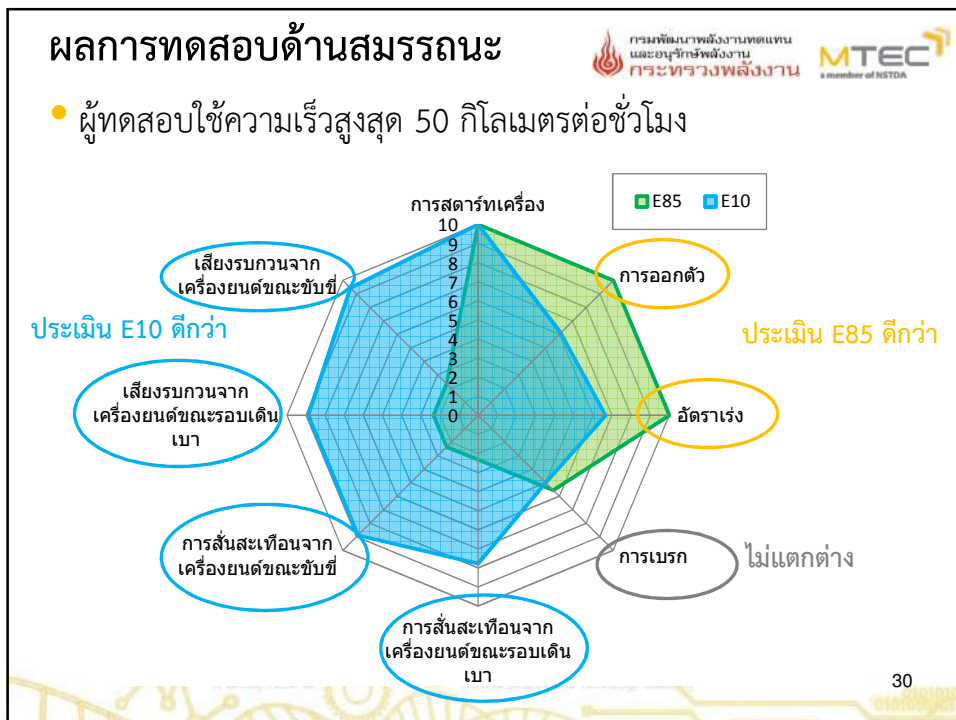 ผลการทดสอบด้านสมรรถนะ
กรมพัฒนาพลังงานทดแทน
และอนุรักษ์พลังงาน
กระทรวงพลังงาน
MTEC
a member of NSTDA
• ผู้ทดสอบใช้ความเร็วสูงสุด 50 กิโลเมตรต่อชั่วโมง
E85 E10
การสตาร์ทเครื่อง
10
9
8
7
6
5
4
3
2
1
0
การออกตัว
ประเมิน E85 ดีกว่า
อัตราเร่ง
การเบรก
ไม่แตกต่าง
การสั่นสะเทือนจาก
เครื่องยนต์ขณะรอบเดิน
เบา
การสั่นสะเทือนจาก
เครื่องยนต์ขณะขับขี่
เสียงรบกวนจาก
เครื่องยนต์ขณะรอบเดิน
เบา
ประเมิน E10 ดีกว่า
เสียงรบกวนจาก
เครื่องยนต์ขณะขับขี่
30